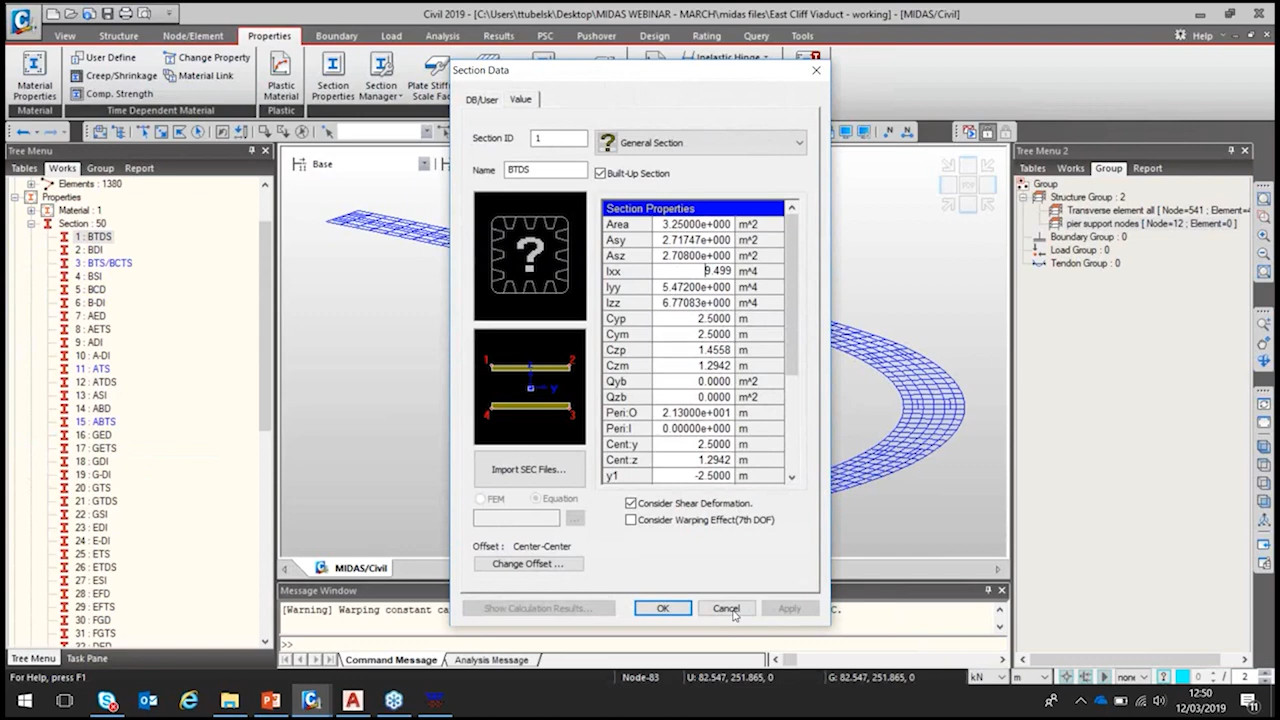 Civil 2019 - [C:\Users\ttubelsk\Desktop\MIDAS WEBINAR - MARCH\midas files\East Cliff Viaduct - working] - [MIDAS/Civil]
View Structure Node/Element Properties Boundary Load Analysis Results PSC Pushover Design Rating Query Tools Help
Material Properties
Material
User Define
Creep/Shrinkage
Comp. Strength
Change Property
Material Link
Time Dependent Material
Plastic Material
Plastic
Section Properties
Section Manager
Plate Stiff Scale Fa
Inelastic Hinge
Tree Menu
Tables Works Group Report
Elements : 1380
Properties
Material : 1
Section : 50
1 : BTDS
2 : BDI
3 : BTS/BCTS
4 : BSI
5 : BCD
6 : B-DI
7 : AED
8 : AETS
9 : ADI
10 : A-DI
11 : ATS
12 : ATDS
13 : ASI
14 : ABD
15 : ABTS
16 : GED
17 : GETS
18 : GDI
19 : G-DI
20 : GTS
21 : GTDS
22 : GSI
23 : EDI
24 : E-DI
25 : ETS
26 : ETDS
27 : ESI
28 : EFD
29 : EFTS
30 : FGD
31 : FGTS
Tree Menu Task Pane
For Help, press F1
Base
Section Data
DB/User Value
Section ID 1 General Section
Name BTDS Built-Up Section
?
1 2
z
y
4 3
Import SEC Files...
FEM Equation
...
Offset : Center-Center
Change Offset ...
Section Properties
Area 3.25000e+000 m^2
Asy 2.71747e+000 m^2
Asz 2.70800e+000 m^2
Ixx 9.499 m^4
Iyy 5.47200e+000 m^4
Izz 6.77083e+000 m^4
Cyp 2.5000 m
Cym 2.5000 m
Czp 1.4558 m
Czm 1.2942 m
Qyb 0.0000 m^2
Qzb 0.0000 m^2
Peri:O 2.13000e+001 m
Peri:I 0.00000e+000 m
Cent:y 2.5000 m
Cent:z 1.2942 m
y1 -2.5000 m
Consider Shear Deformation.
Consider Warping Effect(7th DOF)
Show Calculation Results... OK Cancel Apply
MIDAS/Civil
Message Window
[Warning] Warping constant ca
C.
>>
Command Message Analysis Message
Tree Menu 2
Tables Works Group Report
Group
Structure Group : 2
Transverse element all [ Node=541 ; Element=
pier support nodes [ Node=12 ; Element=0 ]
Boundary Group : 0
Load Group : 0
Tendon Group : 0
Node-83 U: 82.547, 251.865, 0 G: 82.547, 251.865, 0 kN m non 0 / 2
12:50
12/03/2019
11